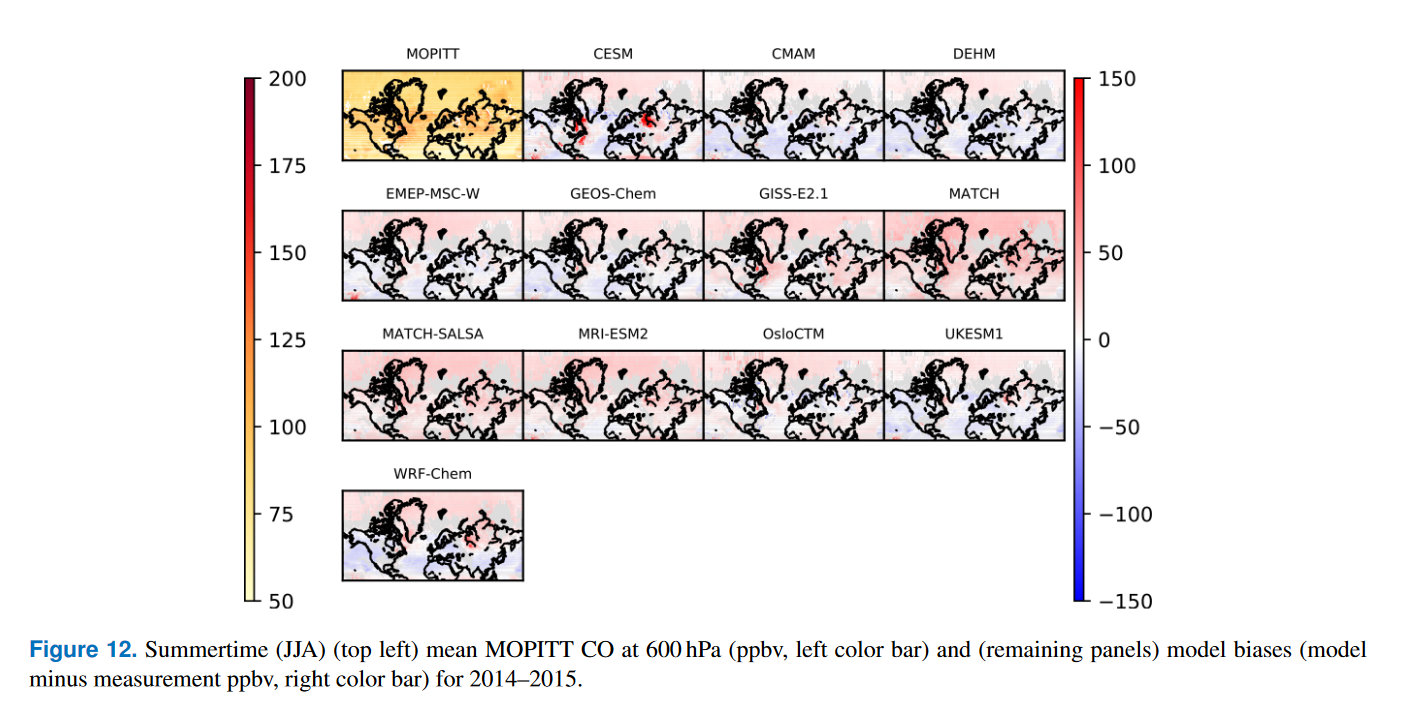 MOPITT CESM CMAM DEHM
200 150
175 100
EMEP-MSC-W GEOS-Chem GISS-E2.1 MATCH
150 50
125 0
MATCH-SALSA MRI-ESM2 OsloCTM UKESM1
100 −50
WRF-Chem
75 −100
50 −150
Figure 12. Summertime (JJA) (top left) mean MOPITT CO at 600 hPa (ppbv, left color bar) and (remaining panels) model biases (model
minus measurement ppbv, right color bar) for 2014–2015.